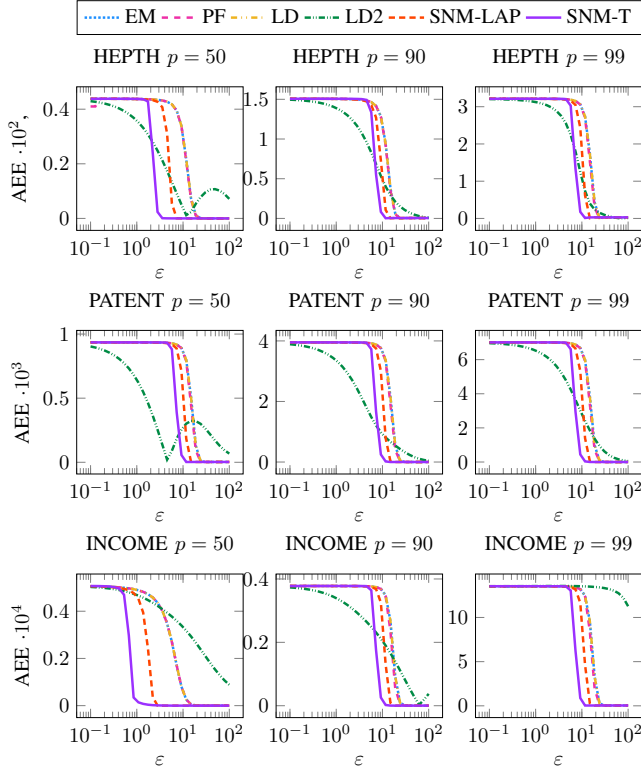 EM PF LD LD2 SNM-LAP SNM-T
HEPTH p = 50 HEPTH p = 90 HEPTH p = 99
AEE ·10², 0.4 0.2 0
1.5 1 0.5 0
3 2 1 0
10⁻¹ 10⁰ 10¹ 10² 10⁻¹ 10⁰ 10¹ 10² 10⁻¹ 10⁰ 10¹ 10²
ε ε ε
PATENT p = 50 PATENT p = 90 PATENT p = 99
AEE ·10³ 1 0.5 0
4 2 0
6 4 2 0
10⁻¹ 10⁰ 10¹ 10² 10⁻¹ 10⁰ 10¹ 10² 10⁻¹ 10⁰ 10¹ 10²
ε ε ε
INCOME p = 50 INCOME p = 90 INCOME p = 99
AEE ·10⁴ 0.4 0.2 0
0.4 0.2 0
10 5 0
10⁻¹ 10⁰ 10¹ 10² 10⁻¹ 10⁰ 10¹ 10² 10⁻¹ 10⁰ 10¹ 10²
ε ε ε